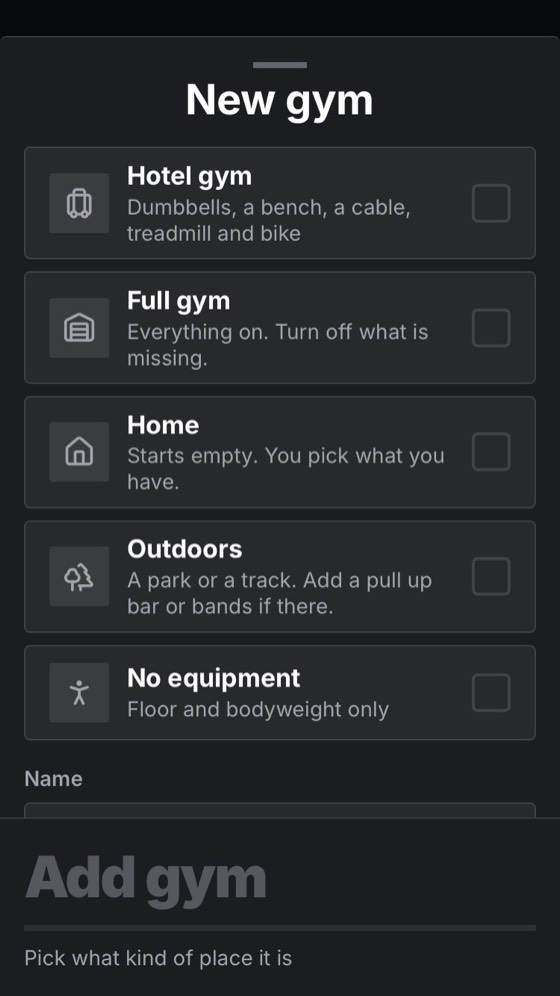 New gym
Hotel gym
Dumbbells, a bench, a cable,
treadmill and bike
Full gym
Everything on. Turn off what is
missing.
Home
Starts empty. You pick what you
have.
Outdoors
A park or a track. Add a pull up
bar or bands if there.
No equipment
Floor and bodyweight only
Name
Add gym
Pick what kind of place it is